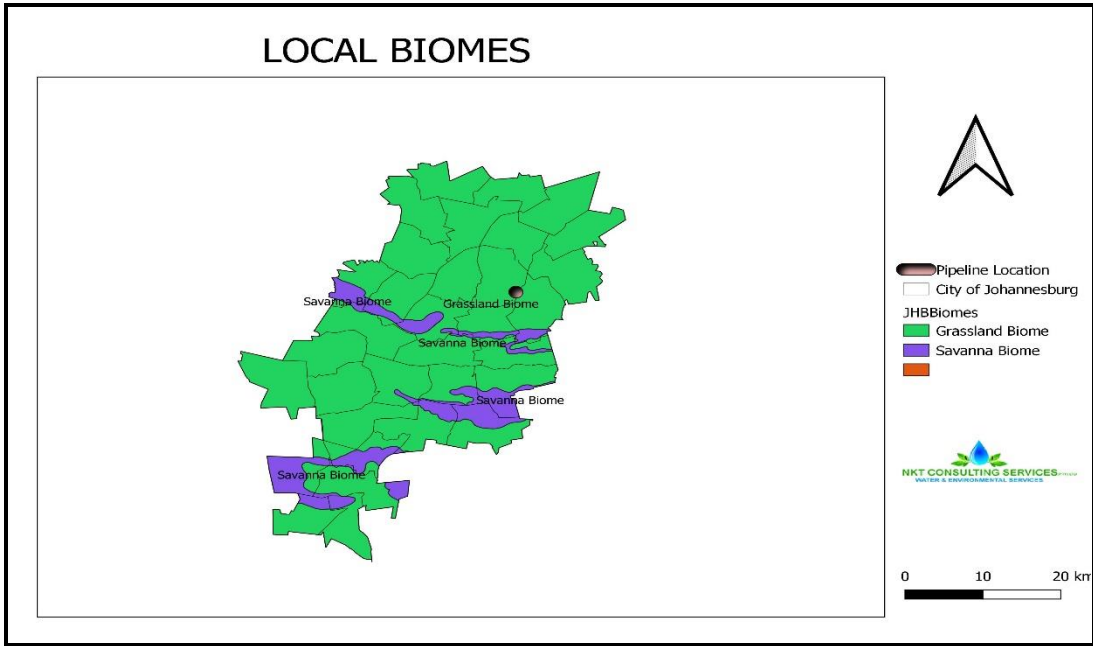 LOCAL BIOMES
Savanna Biome
Grassland Biome
Savanna Biome
Savanna Biome
Savanna Biome
Pipeline Location
City of Johannesburg
JHBBiomes
Grassland Biome
Savanna Biome
NKT CONSULTING SERVICES
WATER & ENVIRONMENTAL SERVICES
0 10 20 km